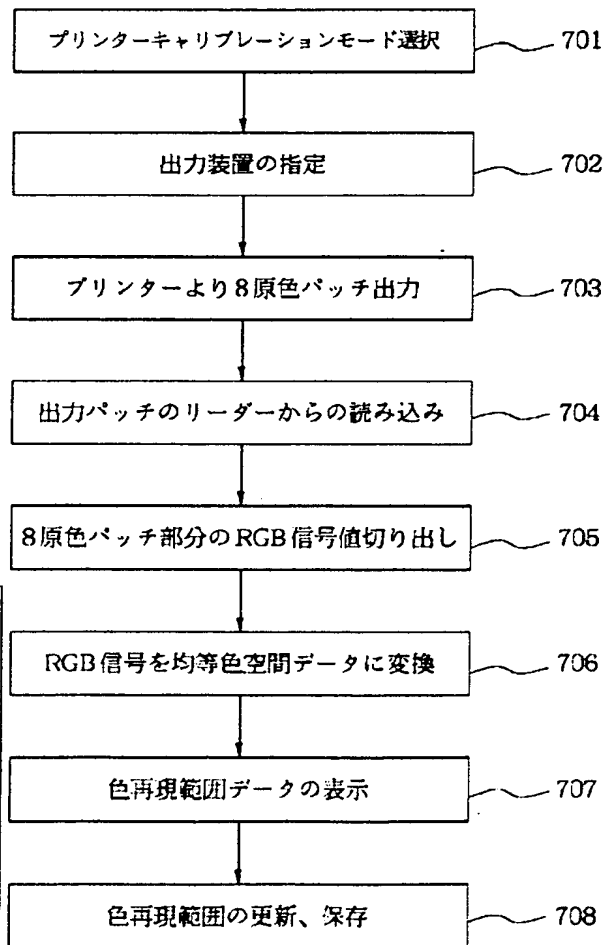 プリンターキャリブレーションモード選択 701
出力装置の指定 702
プリンターより8原色パッチ出力 703
出力パッチのリーダーからの読み込み 704
8原色パッチ部分のRGB信号値切り出し 705
RGB信号を均等色空間データに変換 706
色再現範囲データの表示 707
色再現範囲の更新、保存 708